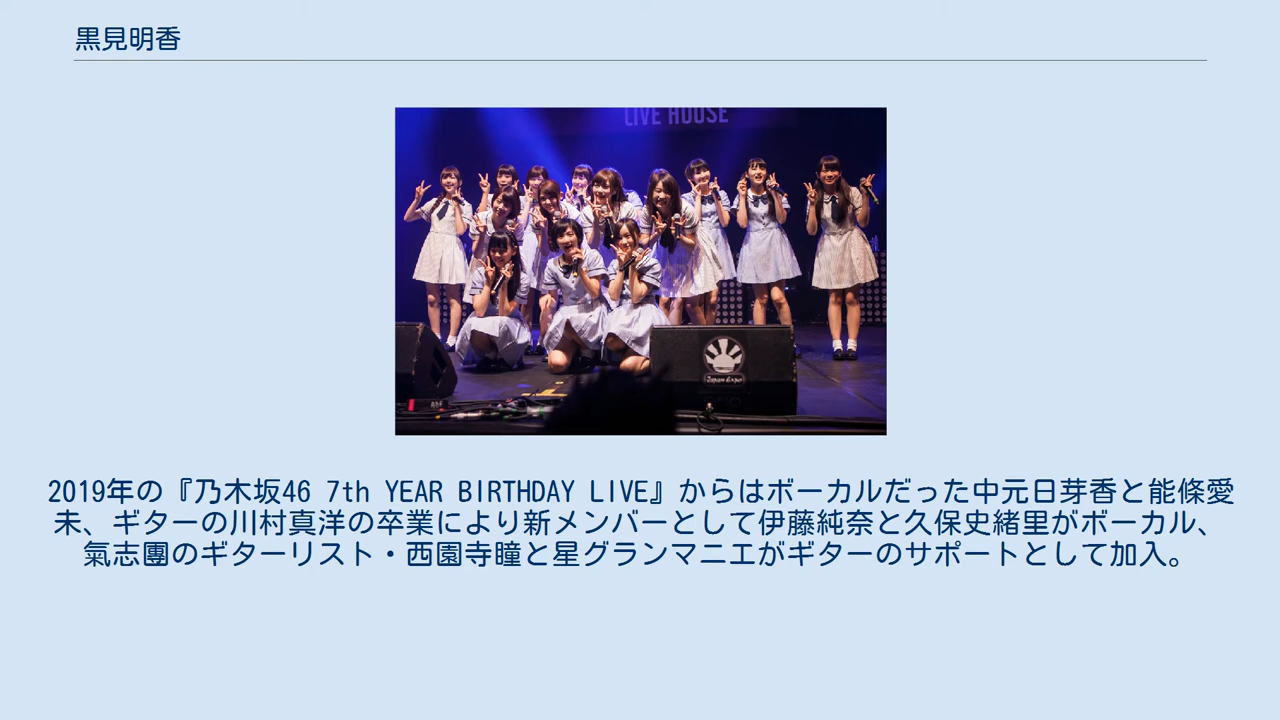 黒見明香
LIVE HOUSE
Japan Expo
2019年の『乃木坂46 7th YEAR BIRTHDAY LIVE』からはボーカルだった中元日芽香と能條愛
未、ギターの川村真洋の卒業により新メンバーとして伊藤純奈と久保史緒里がボーカル、
氣志團のギターリスト・西園寺瞳と星グランマニエがギターのサポートとして加入。